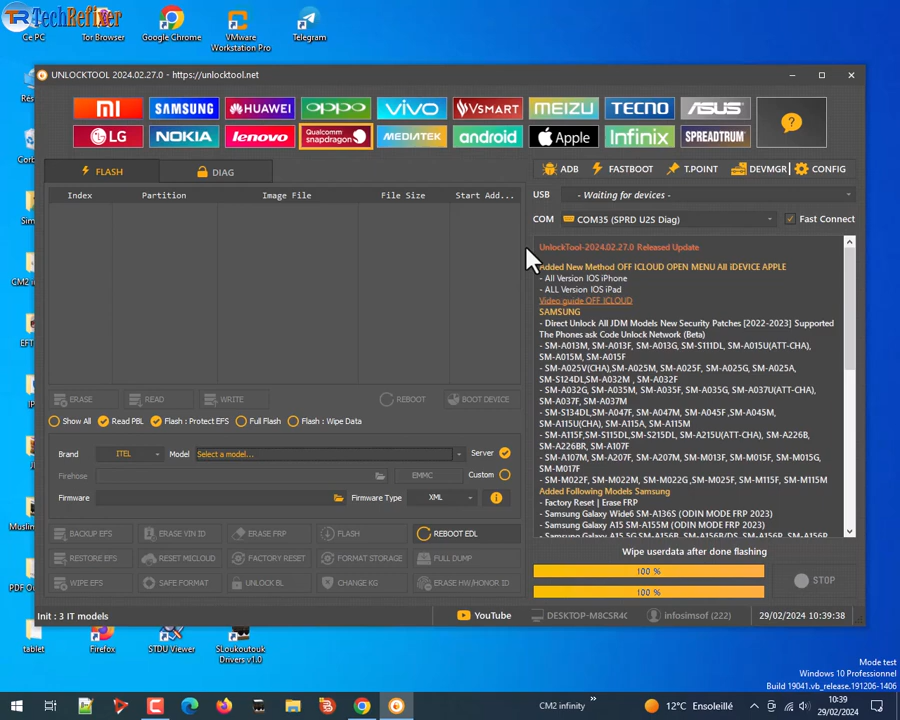 TR TechRefixer
Ce PC
Tor Browser
Google Chrome
VMware
Workstation Pro
Telegram
UNLOCKTOOL 2024.02.27.0 - https://unlocktool.net
MI
SAMSUNG
HUAWEI
oppo
vivo
VSMART
MEIZU
TECNO
ASUS
?
LG
NOKIA
lenovo
Qualcomm
snapdragon
MEDIATEK
android
Apple
Infinix
SPREADTRUM
FLASH
DIAG
ADB
FASTBOOT
T.POINT
DEVMGR
CONFIG
Index
Partition
Image File
File Size
Start Add...
USB
- Waiting for devices -
COM
COM35 (SPRD U2S Diag)
Fast Connect
UnlockTool-2024.02.27.0 Released Update
Added New Method OFF ICLOUD OPEN MENU All iDEVICE APPLE
- All Version IOS iPhone
- ALL Version IOS iPad
Video guide OFF ICLOUD
SAMSUNG
- Direct Unlock All JDM Models New Security Patches [2022-2023] Supported
The Phones ask Code Unlock Network (Beta)
- SM-A013M, SM-A013F, SM-A013G, SM-S111DL, SM-A015U(ATT-CHA),
SM-A015M, SM-A015F
- SM-A025V(CHA),SM-A025M, SM-A025F, SM-A025G, SM-A025A,
SM-S124DL,SM-A032M , SM-A032F
- SM-A032G, SM-A035M, SM-A035F, SM-A035G, SM-A037U(ATT-CHA),
SM-A037F, SM-A037M
- SM-S134DL,SM-A047F, SM-A047M, SM-A045F ,SM-A045M,
SM-A115U(CHA), SM-A115A, SM-A115M
- SM-A115F,SM-S115DL,SM-S215DL, SM-A215U(ATT-CHA), SM-A226B,
SM-A226BR, SM-A107F
- SM-A107M, SM-A207F, SM-A207M, SM-M013F, SM-M015F, SM-M015G,
SM-M017F
- SM-M022F, SM-M022M, SM-M022G ,SM-M025F, SM-M115F, SM-M127M
Added Following Models Samsung
- Factory Reset | Erase FRP
- Samsung Galaxy Wide6 SM-A136S (ODIN MODE FRP 2023)
- Samsung Galaxy A15 SM-A155M (ODIN MODE FRP 2023)
ERASE
READ
WRITE
REBOOT
BOOT DEVICE
Show All
Read PBL
Flash : Protect EFS
Full Flash
Flash : Wipe Data
Brand
ITEL
Model
Select a model...
Server
Firehose
EMMC
Custom
Firmware
Firmware Type
XML
BACKUP EFS
ERASE VIN ID
ERASE FRP
FLASH
REBOOT EDL
RESTORE EFS
RESET MICLOUD
FACTORY RESET
FORMAT STORAGE
FULL DUMP
WIPE EFS
SAFE FORMAT
UNLOCK BL
CHANGE KG
ERASE HW/HONOR ID
Wipe userdata after done flashing
100 %
100 %
STOP
Init : 3 IT models
YouTube
DESKTOP-M8CSR4C
infosimsof (222)
29/02/2024 10:39:38
tablet
Firefox
STDU Viewer
SLoukoutouk
Drivers v1.0
Mode test
Windows 10 Professionnel
Build 19041.vb_release.191206-1406
CM2 infinity
»
12°C Ensoleillé
10:39
29/02/2024